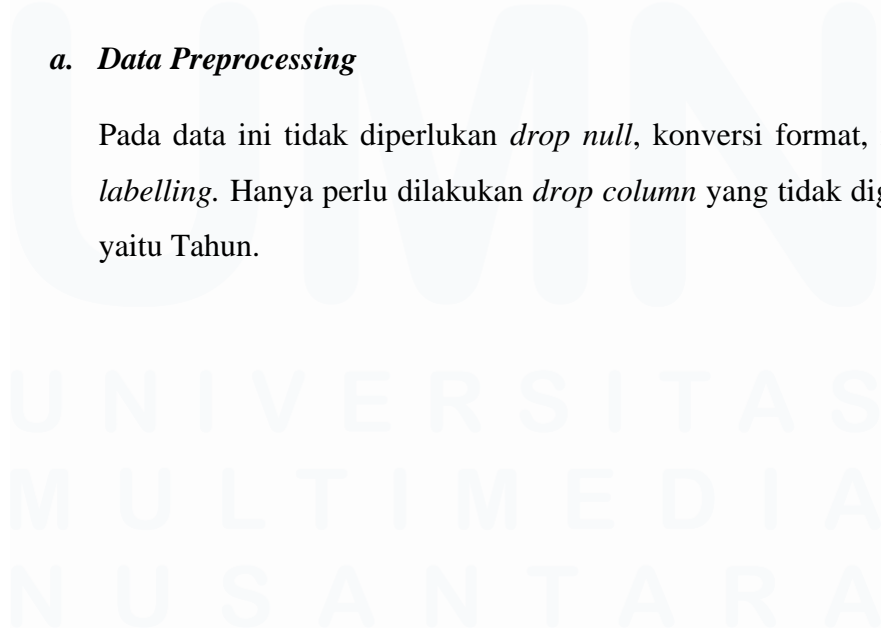 a. Data Preprocessing
Pada data ini tidak diperlukan drop null, konversi format,
labelling. Hanya perlu dilakukan drop column yang tidak
yaitu Tahun.
UMN
UNIVERSITAS
MULTIMEDIA
NUSANTARA